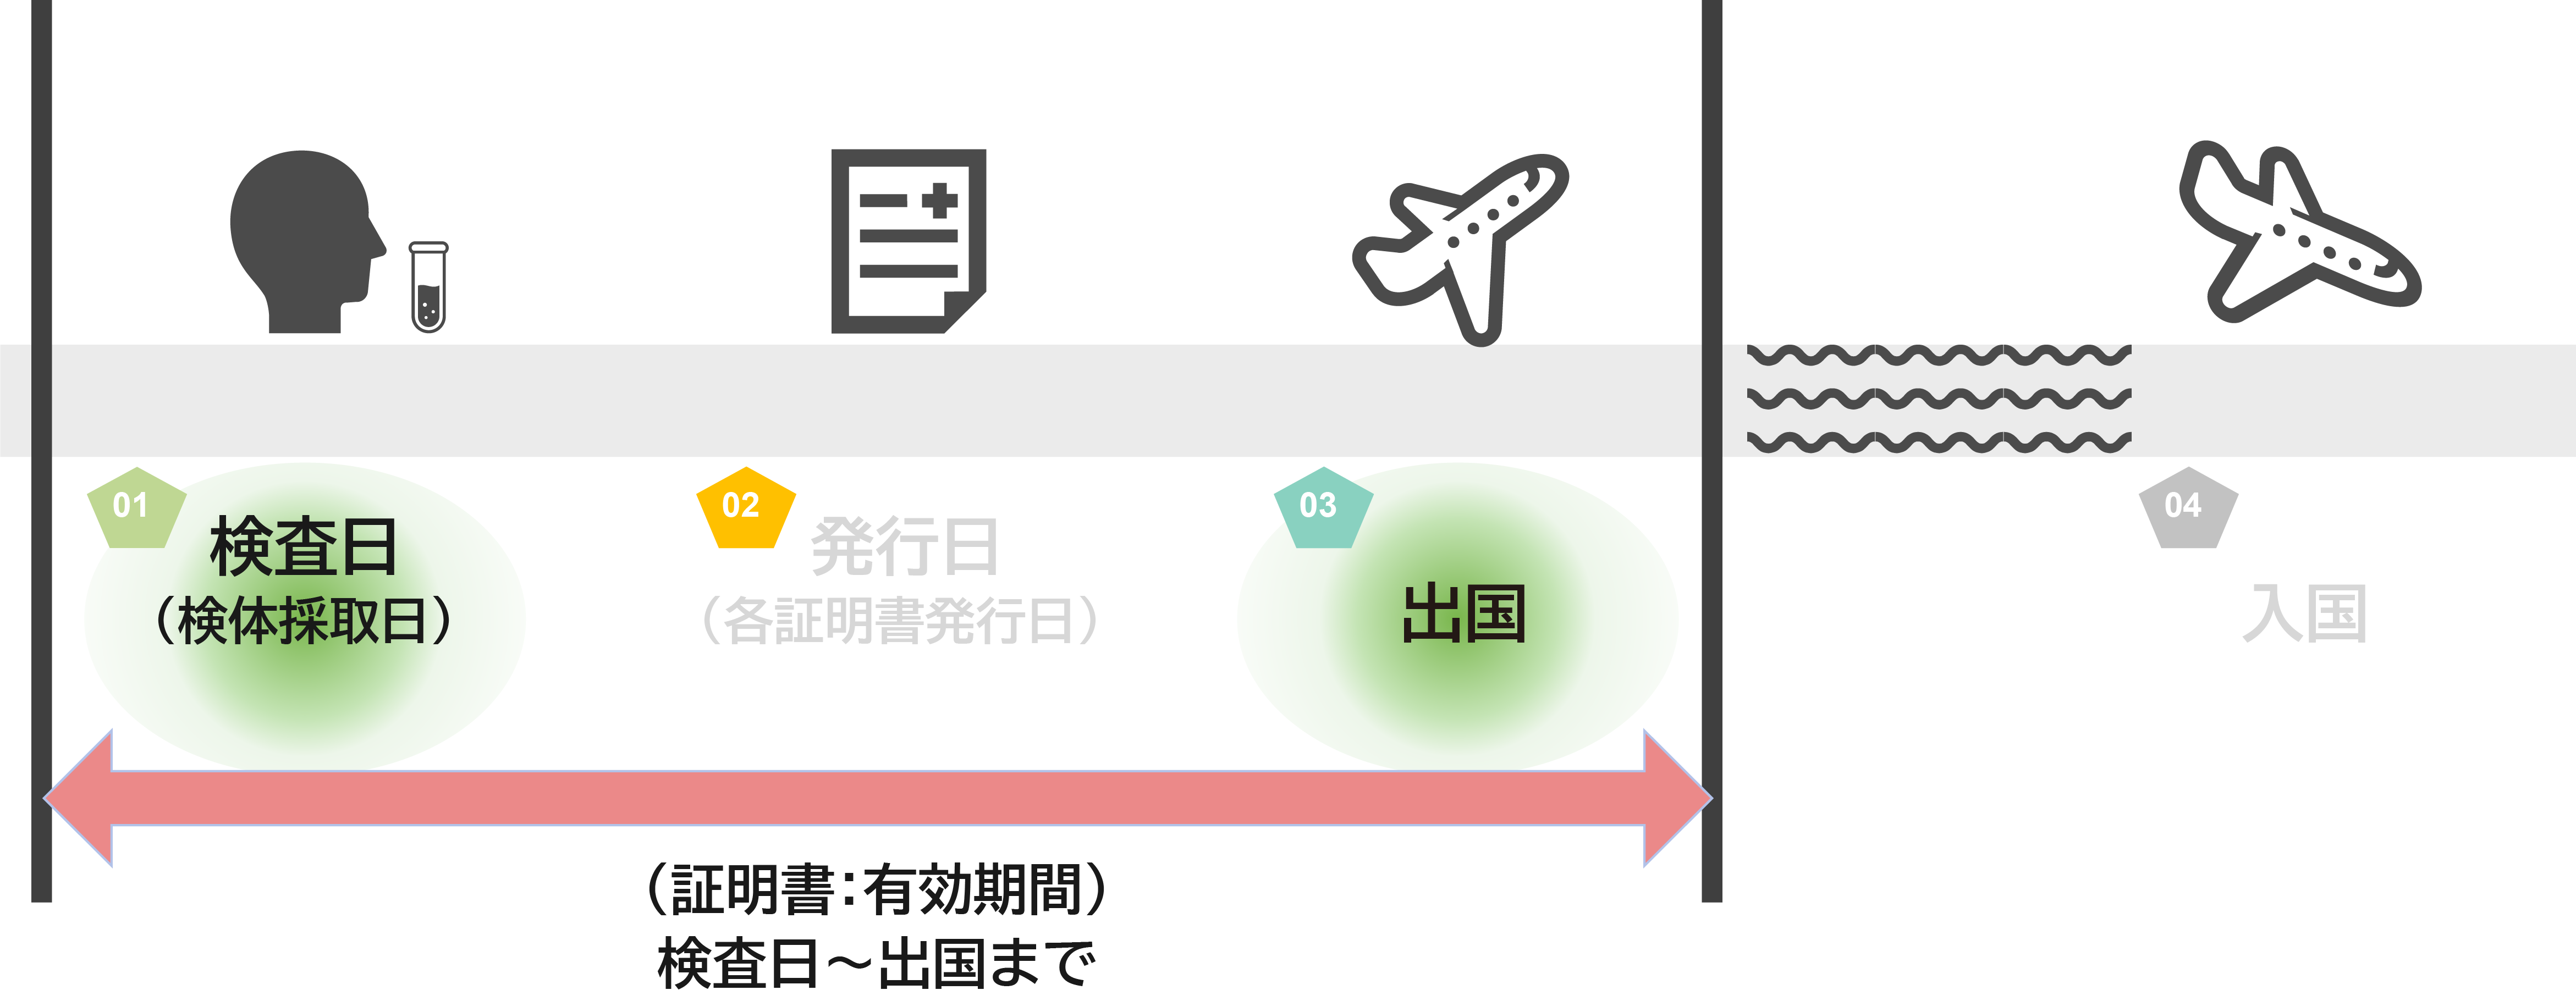 01
検査日
（検体採取日）
02
発行日
（各証明書発行日）
03
出国
04
入国
（証明書：有効期間）
検査日～出国まで